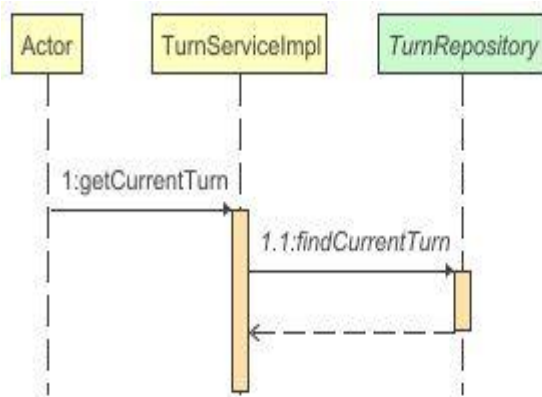 Actor
TurnServiceImpl
TurnRepository
1:getCurrentTurn
1.1:findCurrentTurn